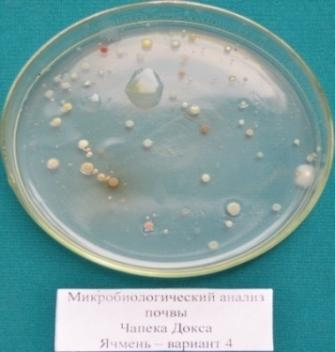 Микробиологический анализ
почвы
Чапека Докса
Ячмень – вариант 4